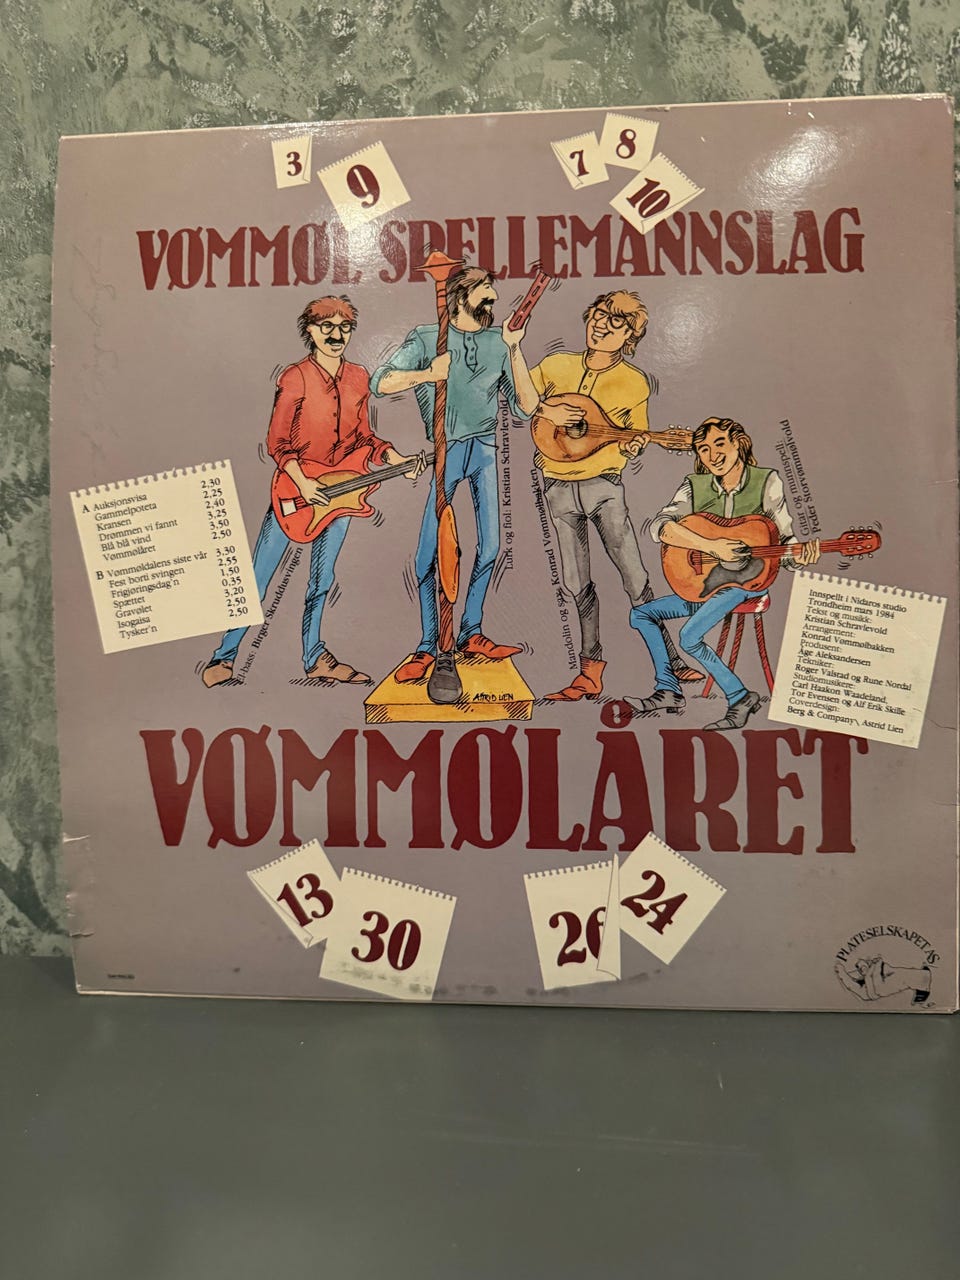 3
9
7
8
10
VØMMØL SPELLEMANNSLAG
A Auksjonsvisa 2,30
Gammelpoteta 2,25
Kransen 2,40
Drømmen vi fannt 3,25
Blå blå vind 3,50
Vømmølåret 2,50
B Vømmøldalens siste vår 3,30
Fest borti svingen 2,55
Frigjøringsdag'n 1,50
Spættet 0,35
Gravølet 3,20
Isogaisa 2,50
Tysker'n 2,50
El-bass: Birger Skruddusvingen
Lurk og fiol: Kristian Schravlevold
Mandolin og sag: Konrad Vømmølbakken
Gitar og munnspell:
Peder Storvømmølvold
ASTRID LIEN
Innspellt i Nidaros studio
Trondheim mars 1984
Tekst og musikk:
Kristian Schravlevold
Arrangement:
Konrad Vømmølbakken
Produsent:
Åge Aleksandersen
Tekniker:
Roger Valstad og Rune Nordal
Studiomusikere:
Carl Haakon Waadeland,
Tor Evensen og Alf Erik Skille
Coverdesign:
Berg & Company\ Astrid Lien
VØMMØLÅRET
13
30
26
24
PLATESELSKAPET AS